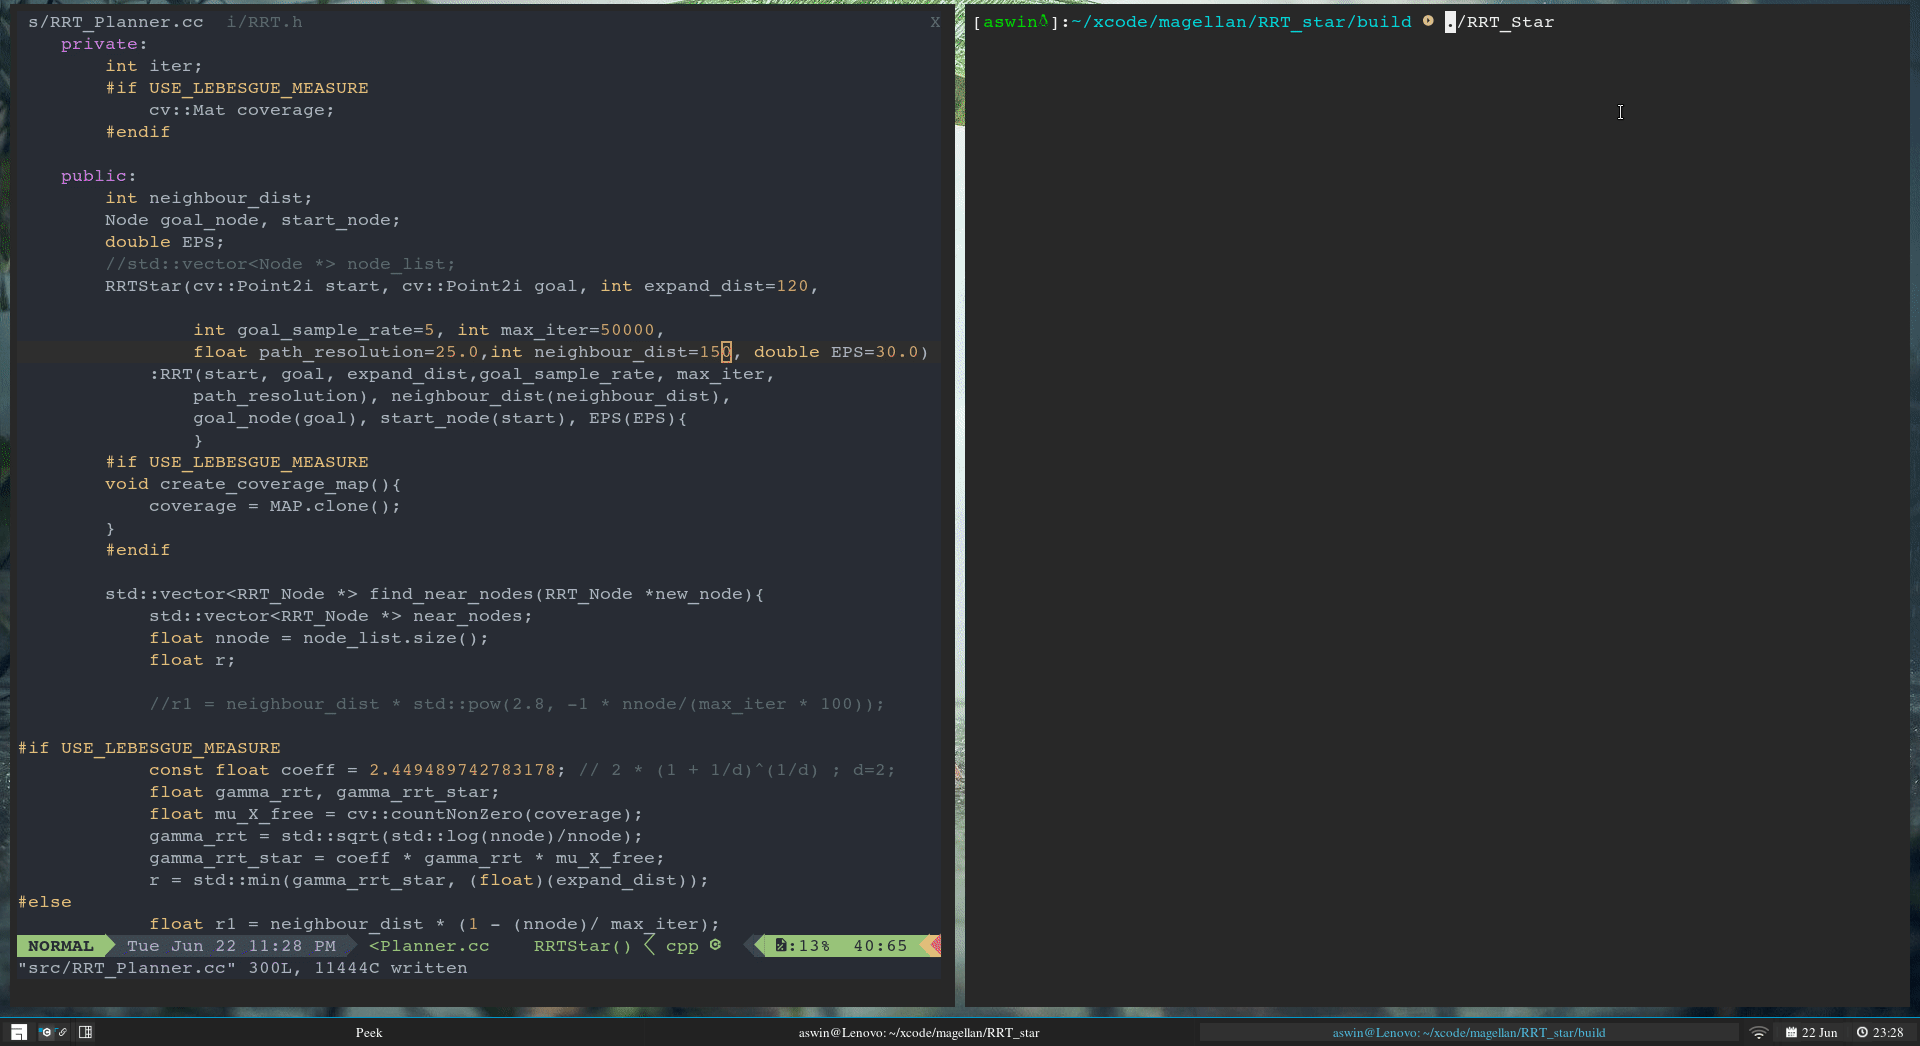 s/RRT_Planner.cc  i/RRT.h X
private:
int iter;
#if USE_LEBESGUE_MEASURE
cv::Mat coverage;
#endif
public:
int neighbour_dist;
Node goal_node, start_node;
double EPS;
//std::vector<Node *> node_list;
RRTStar(cv::Point2i start, cv::Point2i goal, int expand_dist=120,
int goal_sample_rate=5, int max_iter=50000,
float path_resolution=25.0,int neighbour_dist=150, double EPS=30.0)
:RRT(start, goal, expand_dist,goal_sample_rate, max_iter,
path_resolution), neighbour_dist(neighbour_dist),
goal_node(goal), start_node(start), EPS(EPS){
}
#if USE_LEBESGUE_MEASURE
void create_coverage_map(){
coverage = MAP.clone();
}
#endif
std::vector<RRT_Node *> find_near_nodes(RRT_Node *new_node){
std::vector<RRT_Node *> near_nodes;
float nnode = node_list.size();
float r;
//r1 = neighbour_dist * std::pow(2.8, -1 * nnode/(max_iter * 100));
#if USE_LEBESGUE_MEASURE
const float coeff = 2.449489742783178; // 2 * (1 + 1/d)^(1/d) ; d=2;
float gamma_rrt, gamma_rrt_star;
float mu_X_free = cv::countNonZero(coverage);
gamma_rrt = std::sqrt(std::log(nnode)/nnode);
gamma_rrt_star = coeff * gamma_rrt * mu_X_free;
r = std::min(gamma_rrt_star, (float)(expand_dist));
#else
float r1 = neighbour_dist * (1 - (nnode)/ max_iter);
NORMAL Tue Jun 22 11:28 PM <Planner.cc RRTStar() cpp :13% 40:65
"src/RRT_Planner.cc" 300L, 11444C written
[aswin]:~/xcode/magellan/RRT_star/build ./RRT_Star
Peek
aswin@Lenovo: ~/xcode/magellan/RRT_star
aswin@Lenovo: ~/xcode/magellan/RRT_star/build
22 Jun
23:28